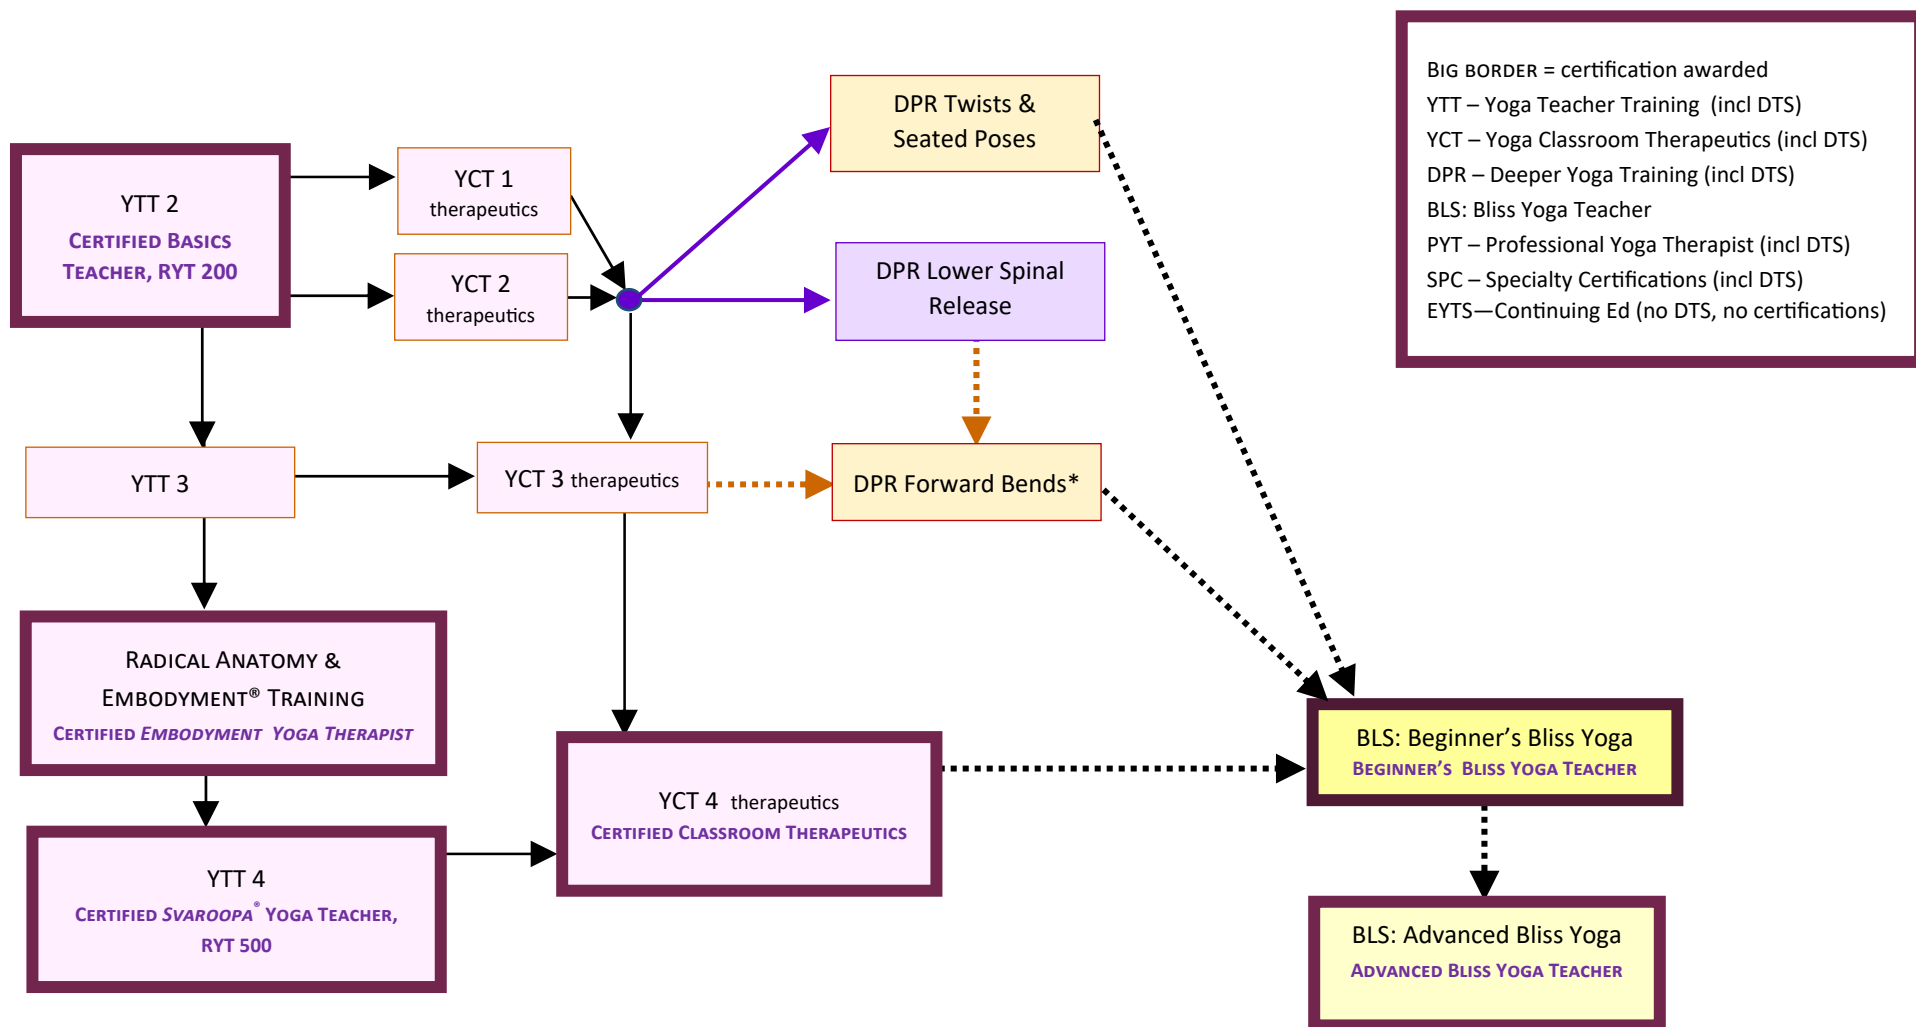 BIG BORDER = certification awarded
YTT – Yoga Teacher Training (incl DTS)
YCT – Yoga Classroom Therapeutics (incl DTS)
DPR – Deeper Yoga Training (incl DTS)
BLS: Bliss Yoga Teacher
PYT – Professional Yoga Therapist (incl DTS)
SPC – Specialty Certifications (incl DTS)
EYTS—Continuing Ed (no DTS, no certifications)
YTT 2
CERTIFIED BASICS
TEACHER, RYT 200
YCT 1
therapeutics
YCT 2
therapeutics
DPR Twists &
Seated Poses
DPR Lower Spinal
Release
YTT 3
YCT 3 therapeutics
DPR Forward Bends*
RADICAL ANATOMY &
EMBODYMENT® TRAINING
CERTIFIED EMBODYMENT YOGA THERAPIST
YCT 4 therapeutics
CERTIFIED CLASSROOM THERAPEUTICS
BLS: Beginner’s Bliss Yoga
BEGINNER’S BLISS YOGA TEACHER
YTT 4
CERTIFIED SVAROOPA® YOGA TEACHER,
RYT 500
BLS: Advanced Bliss Yoga
ADVANCED BLISS YOGA TEACHER